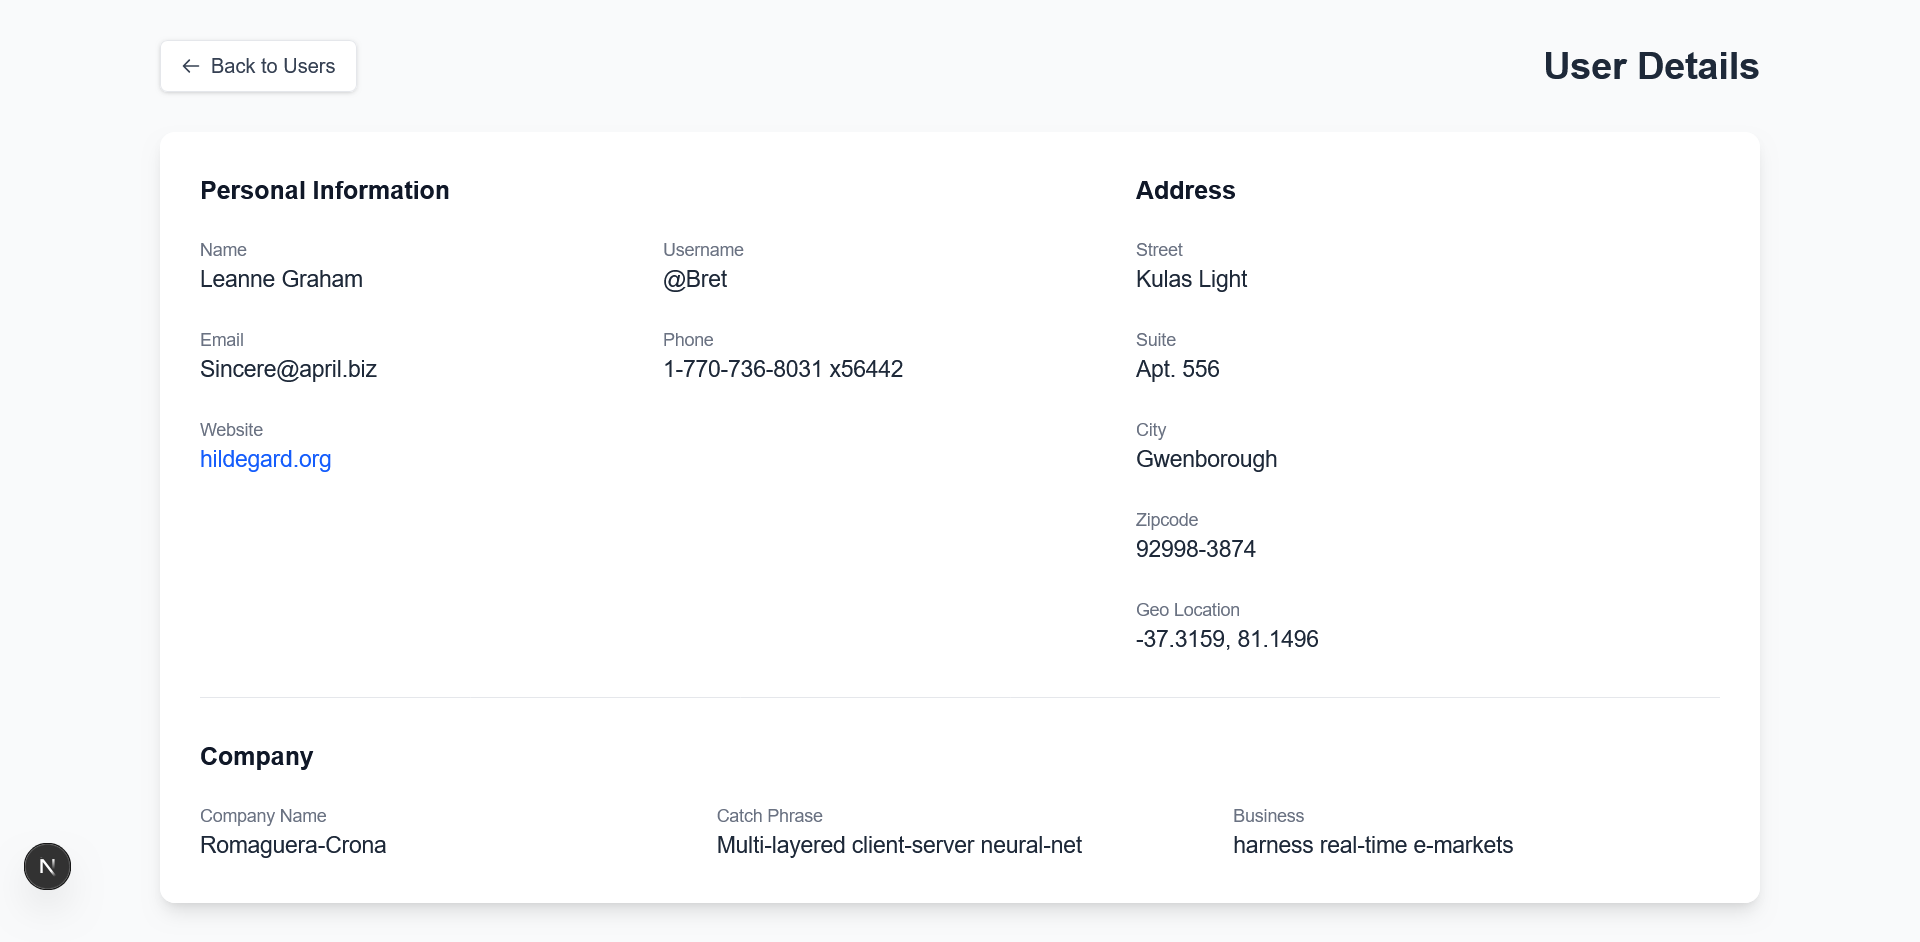 Back to Users
User Details
Personal Information
Name
Leanne Graham
Username
@Bret
Email
Sincere@april.biz
Phone
1-770-736-8031 x56442
Website
hildegard.org
Address
Street
Kulas Light
Suite
Apt. 556
City
Gwenborough
Zipcode
92998-3874
Geo Location
-37.3159, 81.1496
Company
Company Name
Romaguera-Crona
Catch Phrase
Multi-layered client-server neural-net
Business
harness real-time e-markets
N